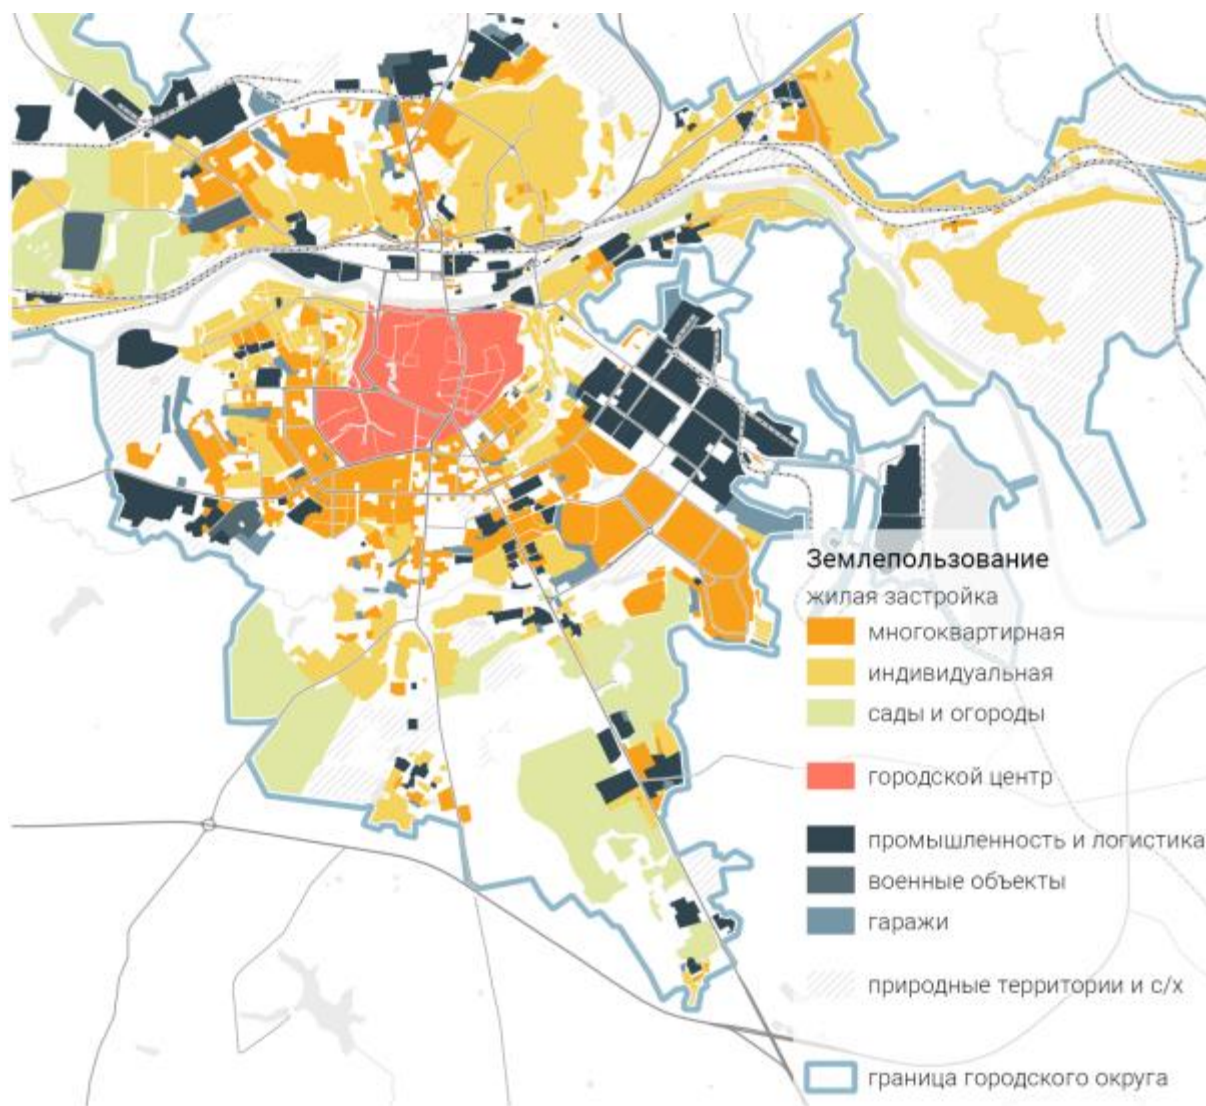 Землепользование
жилая застройка
многоквартирная
индивидуальная
сады и огороды
городской центр
промышленность и логистика
военные объекты
гаражи
природные территории и с/х
граница городского округа